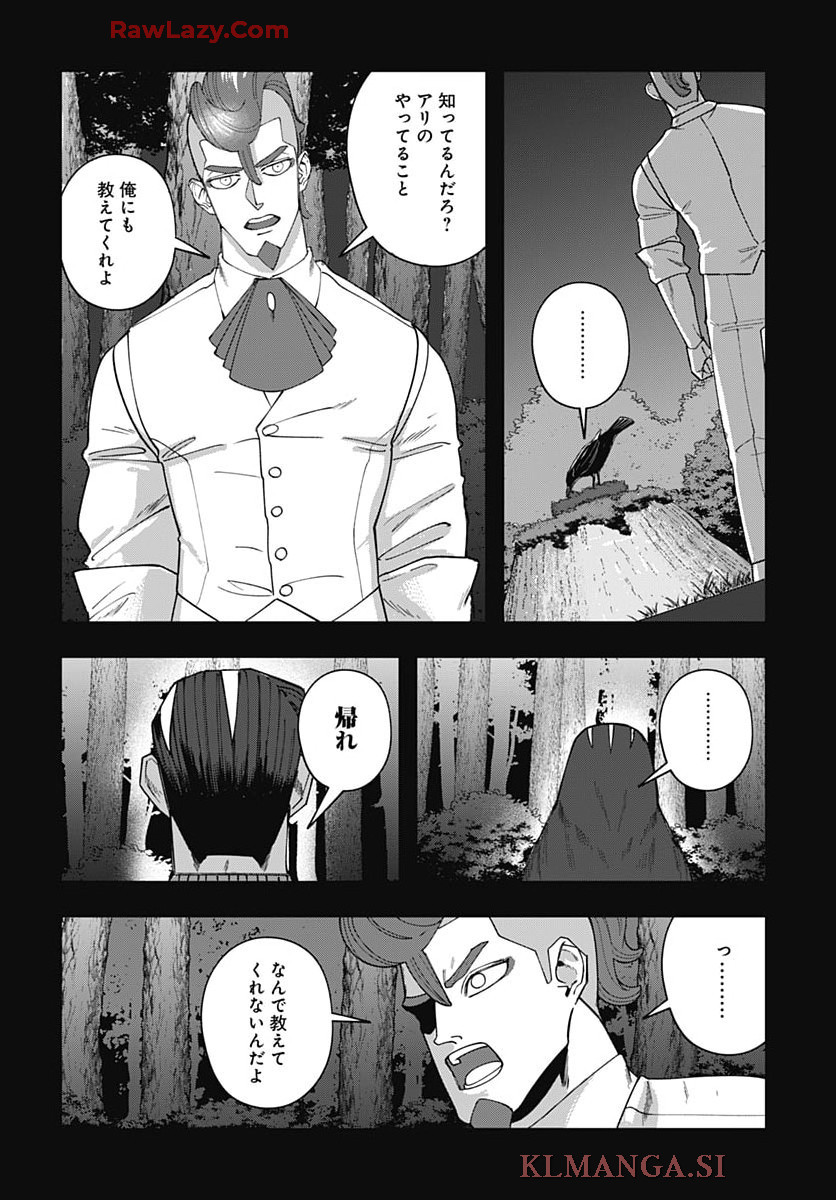 RawLazy.Com
………
知ってるんだろ？
アリの
やってること
俺にも
教えてくれよ
………
帰れ
っ………
なんで教えて
くれないんだよ
KLMANGA.SI